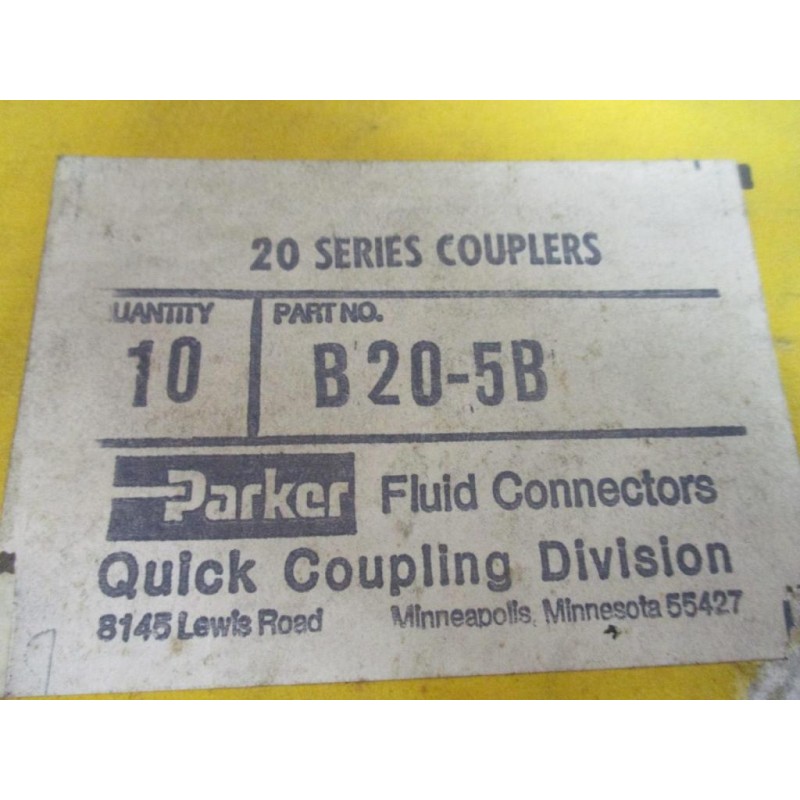 20 SERIES COUPLERS
UANTITY PART NO.
10 B20-5B
Parker Fluid Connectors
Quick Coupling Division
8145 Lewis Road Minneapolis, Minnesota 55427